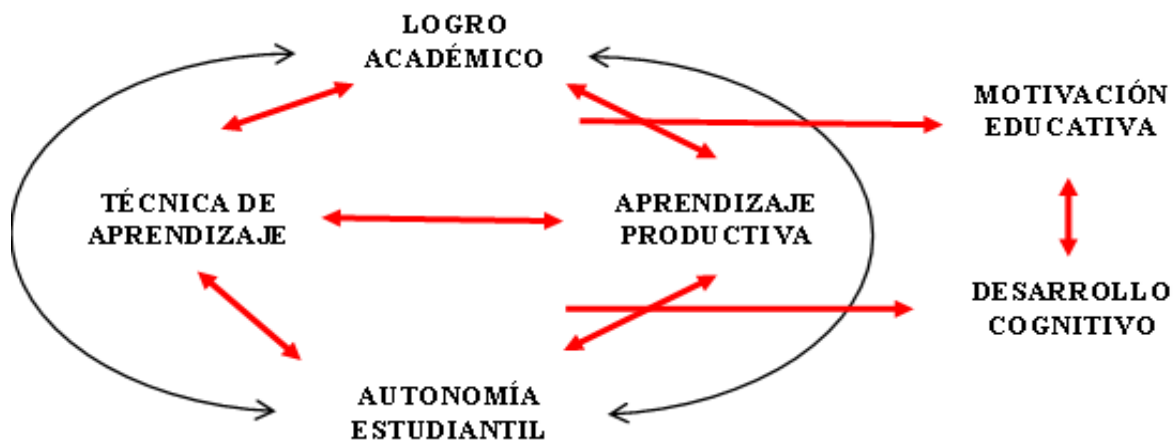 LOGRO
ACADÉMICO
MOTIVACIÓN
EDUCATIVA
TÉCNICA DE
APRENDIZAJE
APRENDIZAJE
PRODUCTIVA
DESARROLLO
COGNITIVO
AUTONOMÍA
ESTUDIANTIL